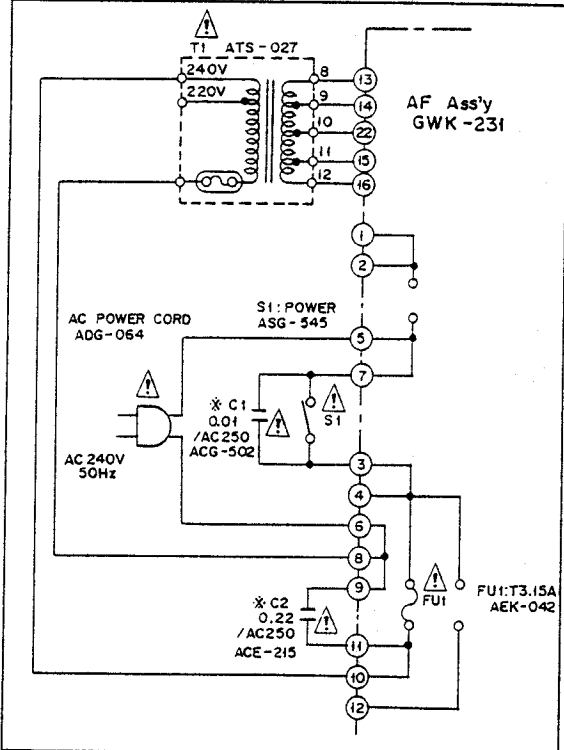 T1 ATS-027
240V
220V
8
9
10
11
12
13
14
22
15
16
AF Ass'y
GWK-231
1
2
S1:POWER
ASG-545
AC POWER CORD
ADG-064
5
7
※ C1
0.01
/AC250
ACG-502
S1
AC 240V
50Hz
3
4
6
8
9
※ C2
0.22
/AC250
ACE-215
FU1
FU1:T3.15A
AEK-042
11
10
12